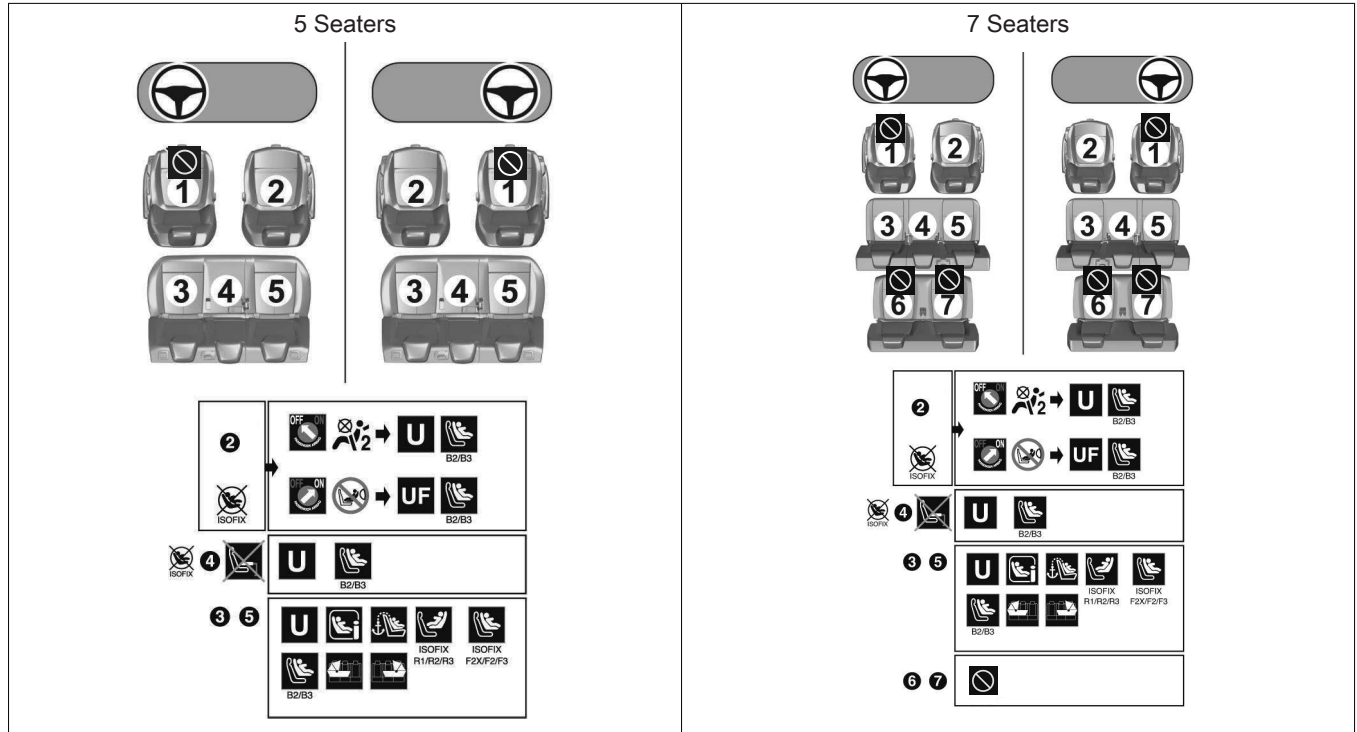 5 Seaters
1 2 2 1
3 4 5 3 4 5
2
OFF ON 2 U
B2/B3
ISOFIX
OFF ON UF
B2/B3
ISOFIX 4 U
B2/B3
3 5 U
ISOFIX ISOFIX
R1/R2/R3 F2X/F2/F3
B2/B3
7 Seaters
1 2 2 1
3 4 5 3 4 5
6 7 6 7
2
OFF ON 2 U
B2/B3
ISOFIX
OFF ON UF
B2/B3
ISOFIX 4 U
B2/B3
3 5 U i
ISOFIX ISOFIX
R1/R2/R3 F2X/F2/F3
B2/B3
6 7